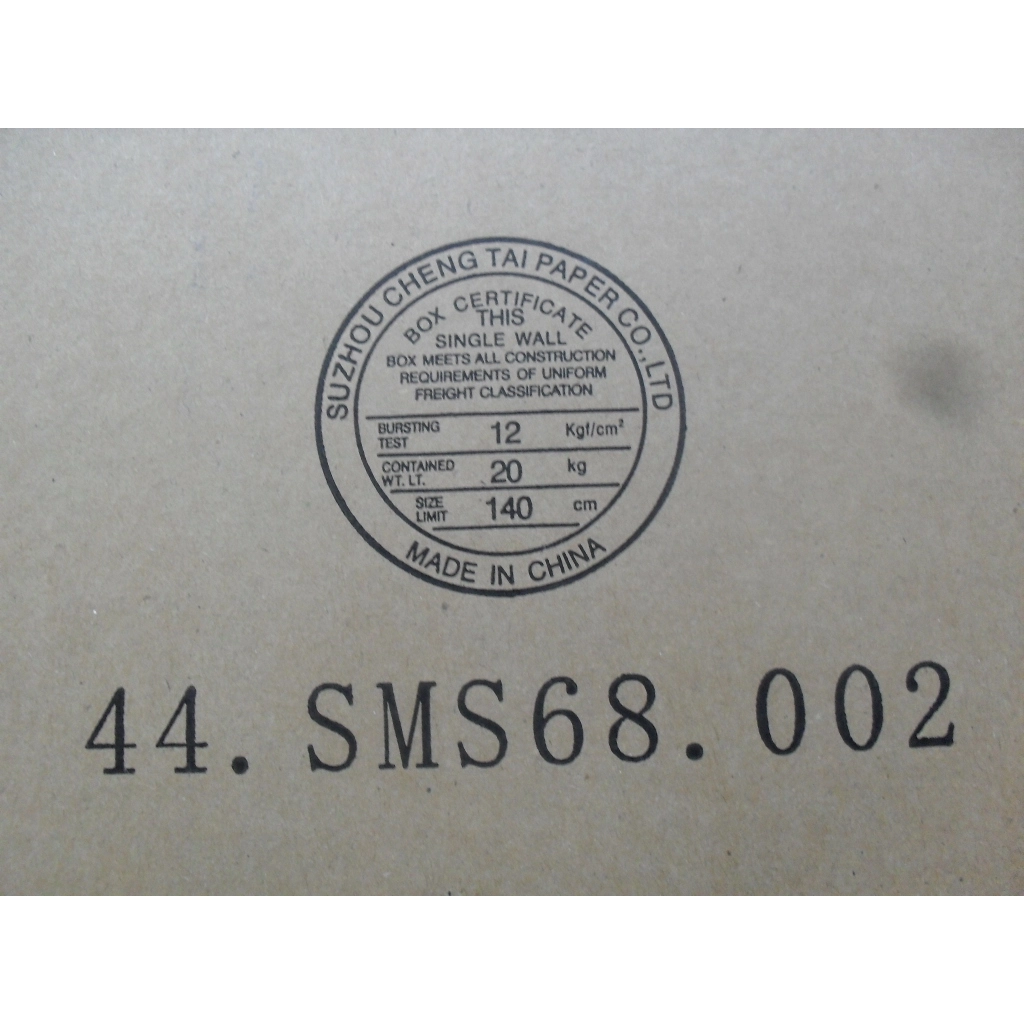 SUZHOU CHENG TAI PAPER CO.,LTD
BOX CERTIFICATE
THIS
SINGLE WALL
BOX MEETS ALL CONSTRUCTION
REQUIREMENTS OF UNIFORM
FREIGHT CLASSIFICATION
BURSTING TEST 12 Kgf/cm²
CONTAINED WT. LT. 20 kg
SIZE LIMIT 140 cm
MADE IN CHINA
44.SMS68.002